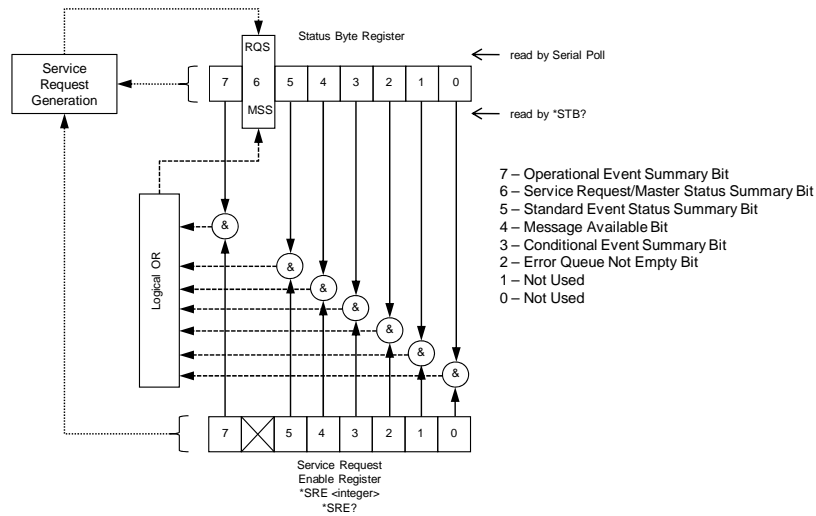 Status Byte Register
RQS
read by Serial Poll
Service
Request
Generation
7 6 5 4 3 2 1 0
MSS
read by *STB?
7 – Operational Event Summary Bit
6 – Service Request/Master Status Summary Bit
5 – Standard Event Status Summary Bit
4 – Message Available Bit
3 – Conditional Event Summary Bit
2 – Error Queue Not Empty Bit
1 – Not Used
0 – Not Used
Logical OR
&
&
&
&
&
&
&
7 5 4 3 2 1 0
Service Request
Enable Register
*SRE <integer>
*SRE?